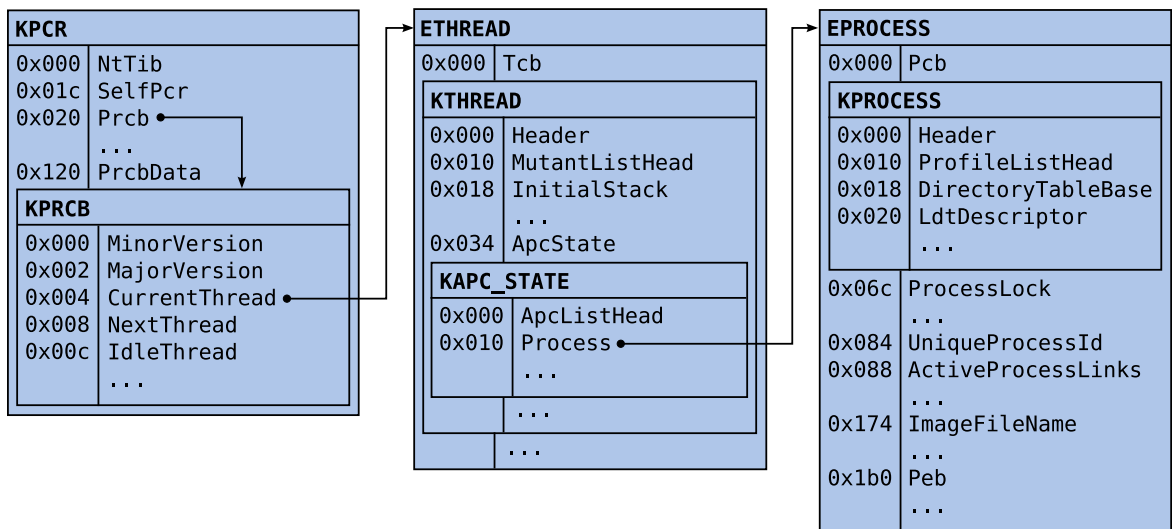 KPCR
0x000 NtTib
0x01c SelfPcr
0x020 Prcb
...
0x120 PrcbData
KPRCB
0x000 MinorVersion
0x002 MajorVersion
0x004 CurrentThread
0x008 NextThread
0x00c IdleThread
...
ETHREAD
0x000 Tcb
KTHREAD
0x000 Header
0x010 MutantListHead
0x018 InitialStack
...
0x034 ApcState
KAPC_STATE
0x000 ApcListHead
0x010 Process
...
...
...
EPROCESS
0x000 Pcb
KPROCESS
0x000 Header
0x010 ProfileListHead
0x018 DirectoryTableBase
0x020 LdtDescriptor
...
0x06c ProcessLock
...
0x084 UniqueProcessId
0x088 ActiveProcessLinks
...
0x174 ImageFileName
...
0x1b0 Peb
...